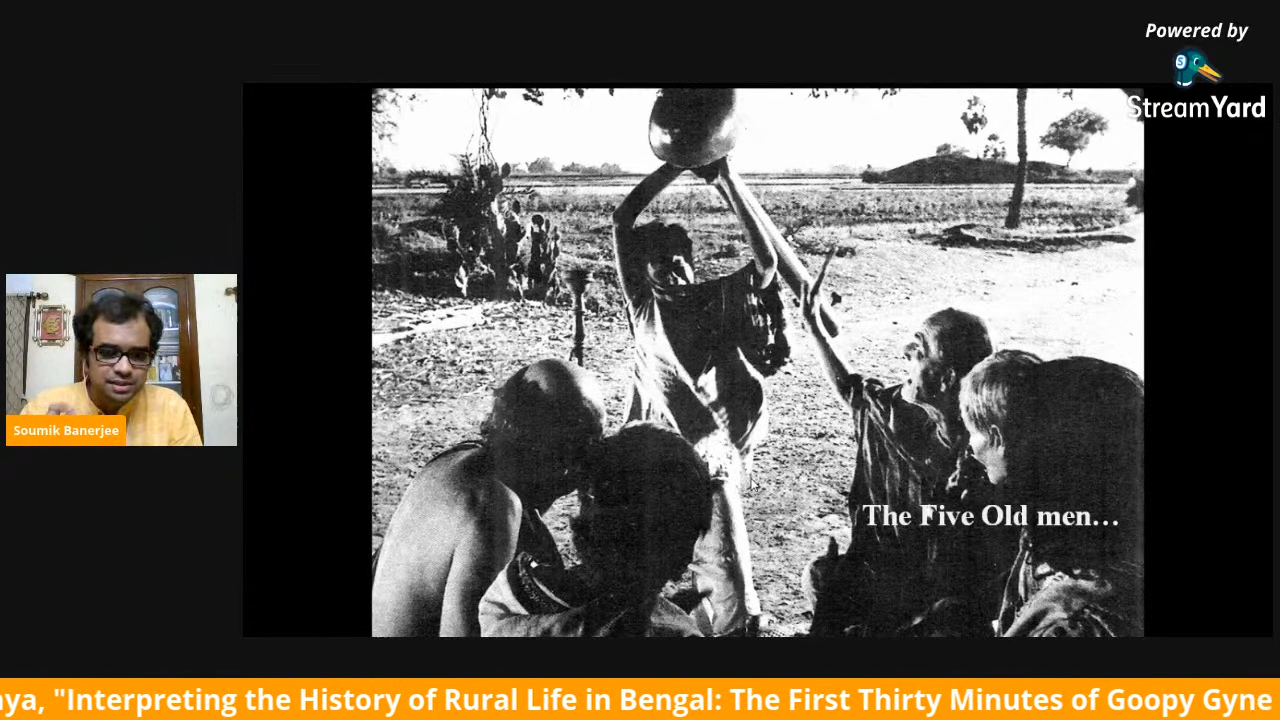 Powered by
StreamYard
Soumik Banerjee
The Five Old men…
"Interpreting the History of Rural Life in Bengal: The First Thirty Minutes of Goopy Gyne